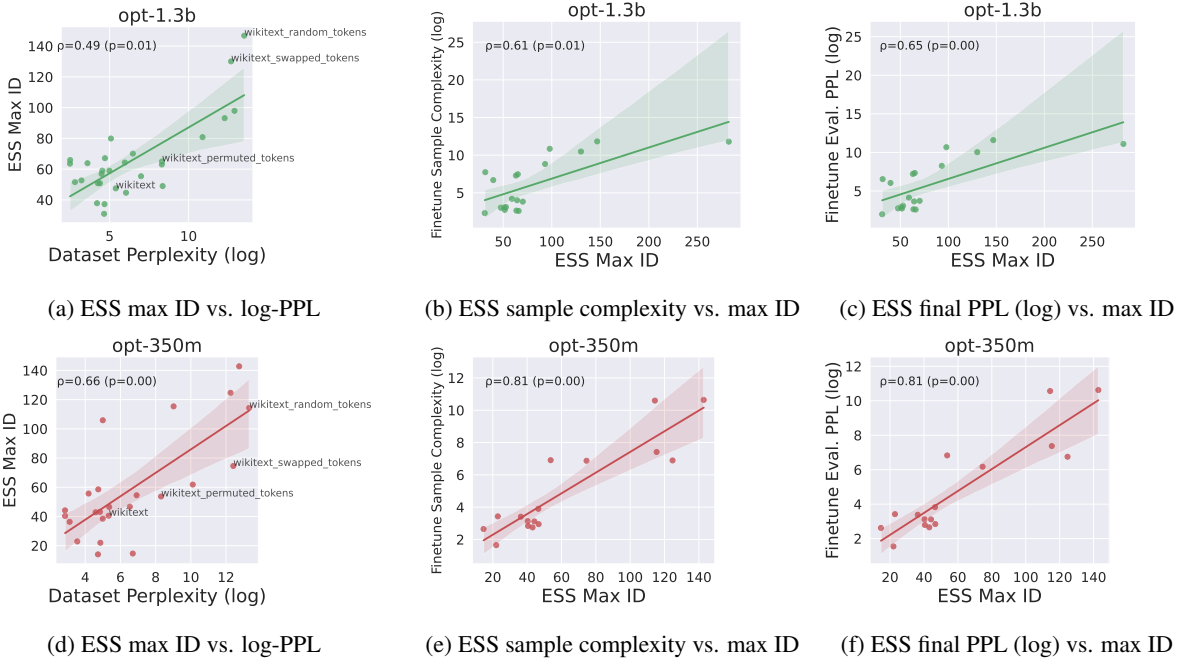 opt-1.3b
ρ=0.49 (p=0.01)
wikitext_random_tokens
wikitext_swapped_tokens
wikitext_permuted_tokens
wikitext
140
120
100
80
60
40
5
10
ESS Max ID
Dataset Perplexity (log)
(a) ESS max ID vs. log-PPL
opt-1.3b
ρ=0.61 (p=0.01)
25
20
15
10
5
50
100
150
200
250
Finetune Sample Complexity (log)
ESS Max ID
(b) ESS sample complexity vs. max ID
opt-1.3b
ρ=0.65 (p=0.00)
25
20
15
10
5
50
100
150
200
250
Finetune Eval. PPL (log)
ESS Max ID
(c) ESS final PPL (log) vs. max ID
opt-350m
ρ=0.66 (p=0.00)
wikitext_random_tokens
wikitext_swapped_tokens
wikitext_permuted_tokens
wikitext
140
120
100
80
60
40
20
4
6
8
10
12
ESS Max ID
Dataset Perplexity (log)
(d) ESS max ID vs. log-PPL
opt-350m
ρ=0.81 (p=0.00)
12
10
8
6
4
2
20
40
60
80
100
120
140
Finetune Sample Complexity (log)
ESS Max ID
(e) ESS sample complexity vs. max ID
opt-350m
ρ=0.81 (p=0.00)
12
10
8
6
4
2
20
40
60
80
100
120
140
Finetune Eval. PPL (log)
ESS Max ID
(f) ESS final PPL (log) vs. max ID